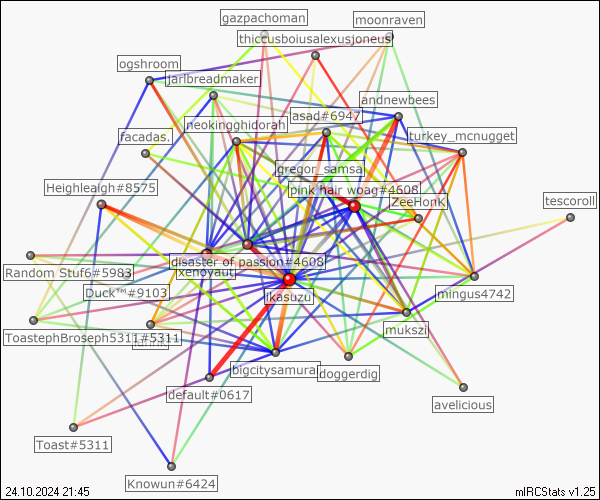 gazpachoman
moonraven
thiccusboiusalexusjoneus
ogshroom
jarlbreadmaker
andnewbees
asad#6947
neokingghidorah
facadas.
turkey_mcnugget
gregor_samsa
pink hair woag#4608
Heighleaigh#8575
ZeeHonK
tescoroll
disaster of passion#4608
xenoyaut
Random Stuf6#5983
Duck™#9103
ikasuzu
mingus4742
mukszi
ToastephBroseph5311#5311
bigcitysamurai
doggerdig
default#0617
avelicious
Toast#5311
Knowun#6424
24.10.2024 21:45
mIRCStats v1.25